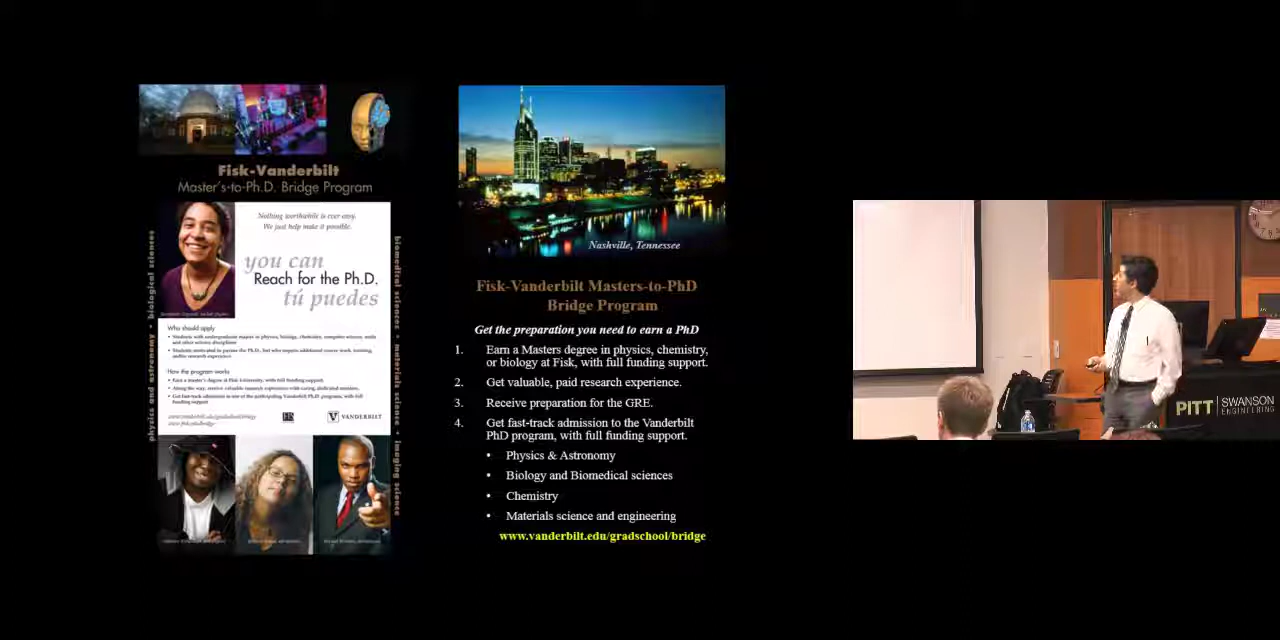 Fisk-Vanderbilt
Master's-to-Ph.D. Bridge Program
Nothing worthwhile is ever easy.
We just help make it possible.
you can
Reach for the Ph.D.
tú puedes
physics and astronomy • biological sciences
biomedical sciences • materials science • imaging science
Who should apply
How the program works
VANDERBILT
Nashville, Tennessee
Fisk-Vanderbilt Masters-to-PhD
Bridge Program
Get the preparation you need to earn a PhD
1. Earn a Masters degree in physics, chemistry,
or biology at Fisk, with full funding support.
2. Get valuable, paid research experience.
3. Receive preparation for the GRE.
4. Get fast-track admission to the Vanderbilt
PhD program, with full funding support.
• Physics & Astronomy
• Biology and Biomedical sciences
• Chemistry
• Materials science and engineering
www.vanderbilt.edu/gradschool/bridge
PITT SWANSON
ENGINEERING